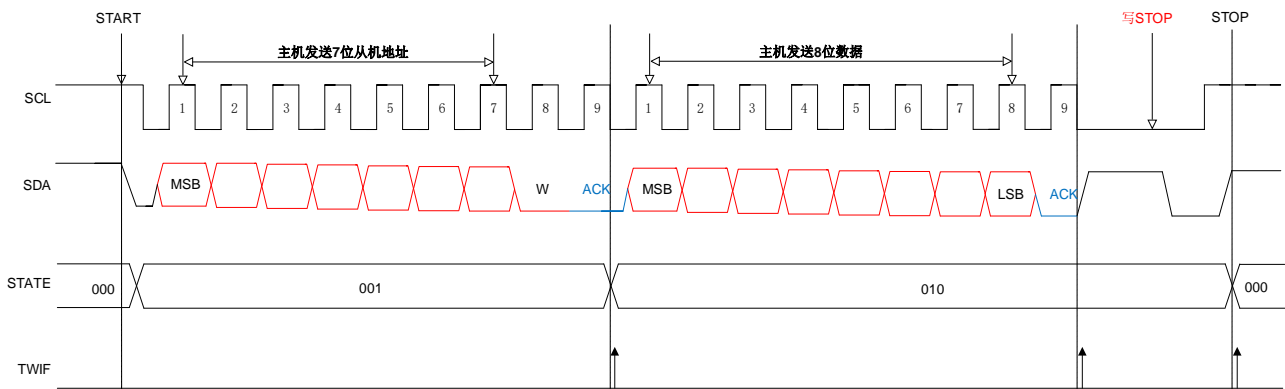 START 写STOP STOP
主机发送7位从机地址 主机发送8位数据
SCL 1 2 3 4 5 6 7 8 9 1 2 3 4 5 6 7 8 9
SDA MSB W ACK MSB LSB ACK
STATE 000 001 010 000
TWIF